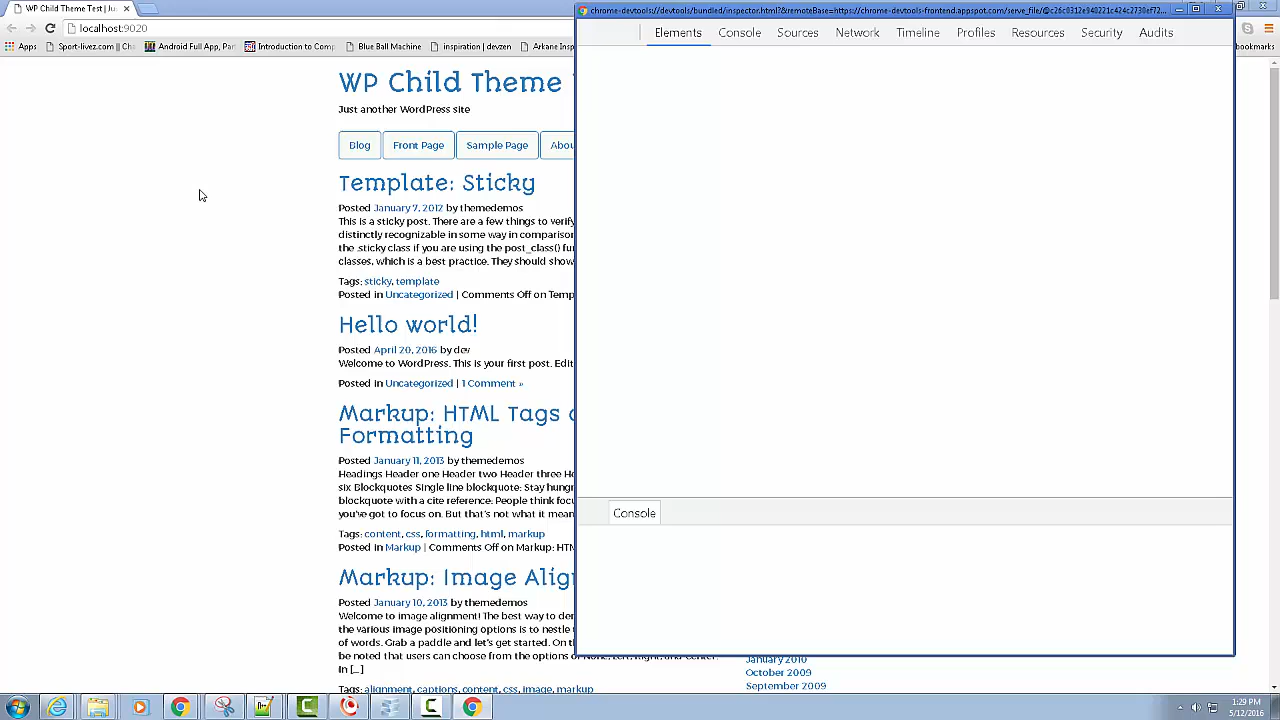 WP Child Theme Test | Ju
chrome-devtools://devtools/bundled/inspector.html?&remoteBase=https://chrome-devtools-frontend.appspot.com/serve_file/
localhost:9020
Elements Console Sources Network Timeline Profiles Resources Security Audits
Apps Sport-livez.com || Cr Android Full App, Par Introduction to Comp Blue Ball Machine inspiration | devzen Arkane Insi
WP Child Theme
Just another WordPress site
Blog Front Page Sample Page Abou
Template: Sticky
Posted January 7, 2012 by themedemos
This is a sticky post. There are a few things to verify
distinctly recognizable in some way in comparison
the .sticky class if you are using the post_class() fun
classes, which is a best practice. They should show
Tags: sticky, template
Posted in Uncategorized | Comments Off on Temp
Hello world!
Posted April 20, 2016 by dev
Welcome to WordPress. This is your first post. Edit
Posted in Uncategorized | 1 Comment »
Markup: HTML Tags
Formatting
Posted January 11, 2013 by themedemos
Headings Header one Header two Header three He
six Blockquotes Single line blockquote: Stay hungr
blockquote with a cite reference: People think focu
you've got to focus on. But that's not what it mean
Tags: content, css, formatting, html, markup
Posted in Markup | Comments Off on Markup: HTM
Console
Markup: Image Alig
Posted January 10, 2013 by themedemos
Welcome to image alignment! The best way to de
the various image positioning options is to nestle
of words. Grab a paddle and let's get started. On th
be noted that users can choose from the options of None, Left, Right, and Center.
In [...]
Tags: alignment, captions, content, css, image, markup
January 2010
October 2009
September 2009
1:29 PM
5/12/2016